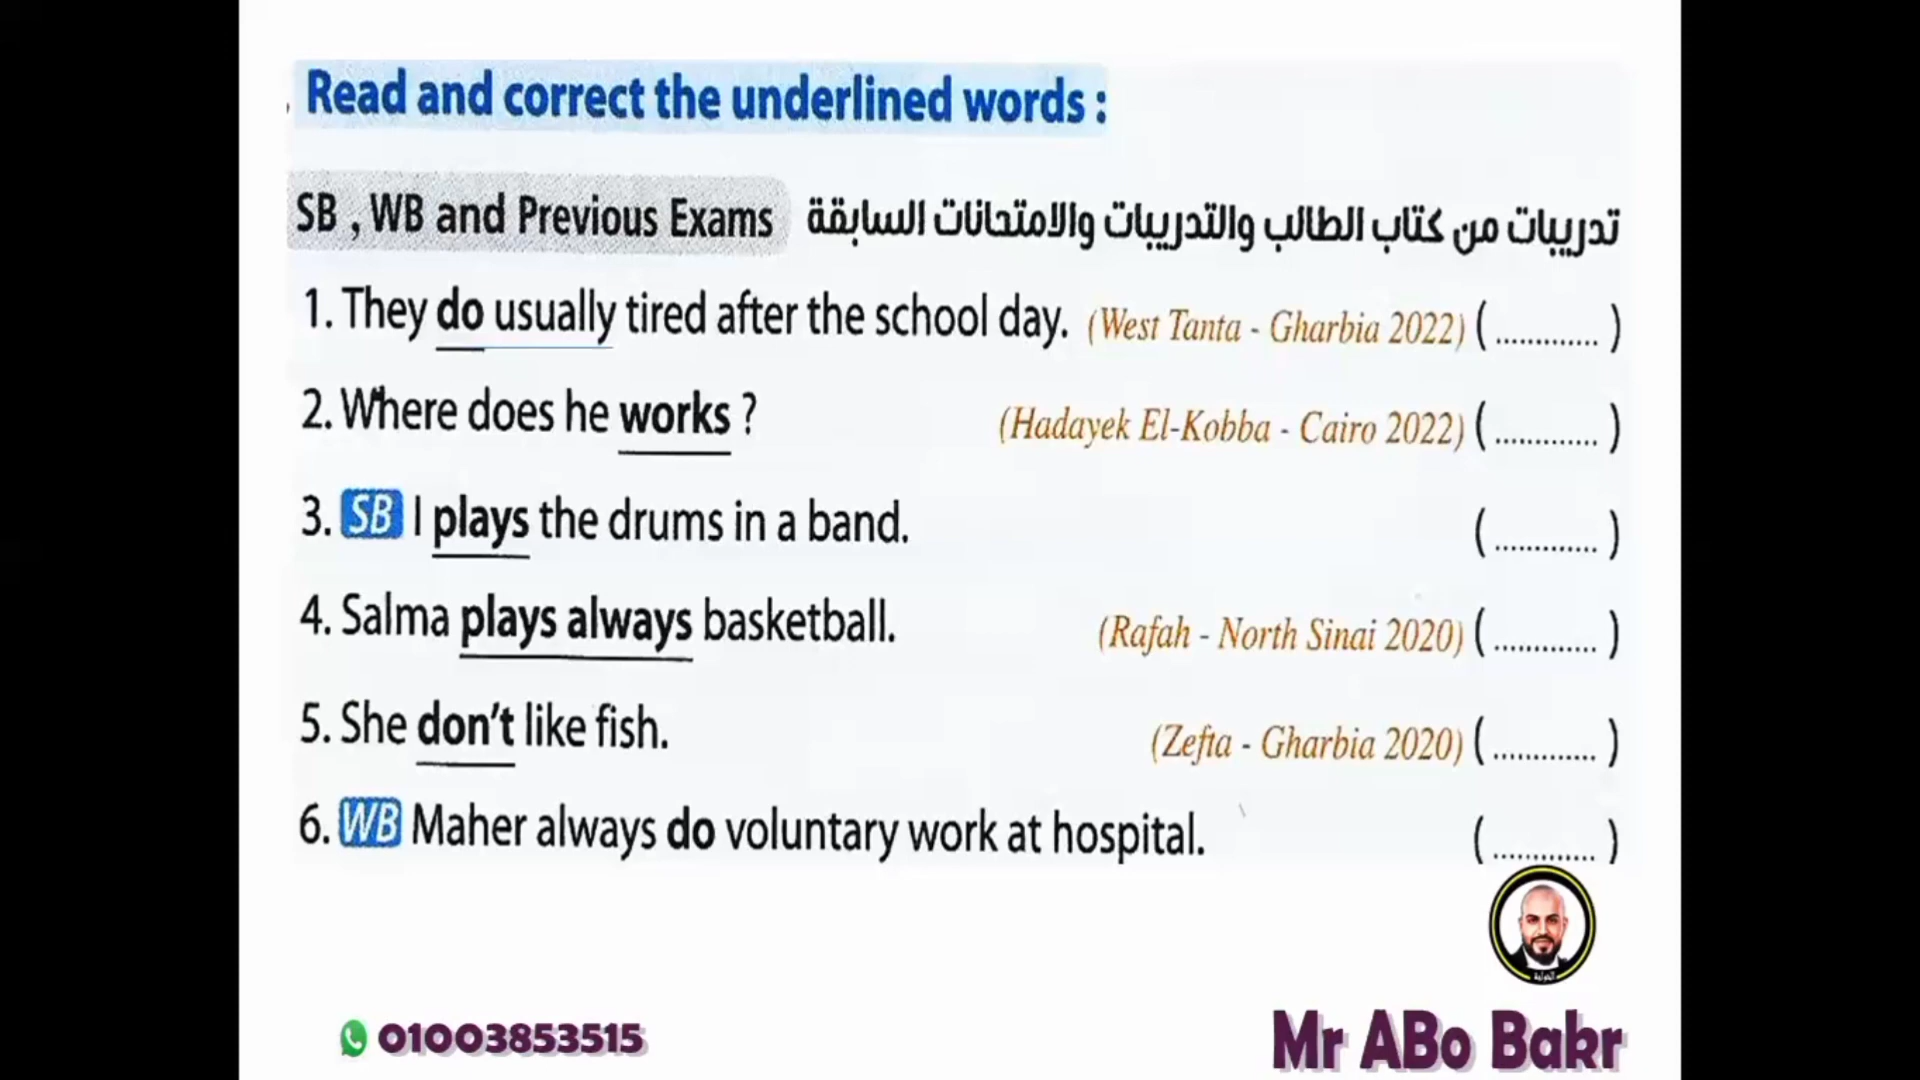 Read and correct the underlined words :
SB , WB and Previous Exams تدريبات من كتاب الطالب والتدريبات والامتحانات السابقة
1. They do usually tired after the school day. (West Tanta - Gharbia 2022) (.............)
2. Where does he works ? (Hadayek El-Kobba - Cairo 2022) (.............)
3. SB I plays the drums in a band. (.............)
4. Salma plays always basketball. (Rafah - North Sinai 2020) (.............)
5. She don't like fish. (Zefta - Gharbia 2020) (.............)
6. WB Maher always do voluntary work at hospital. (.............)
01003853515
Mr ABo Bakr